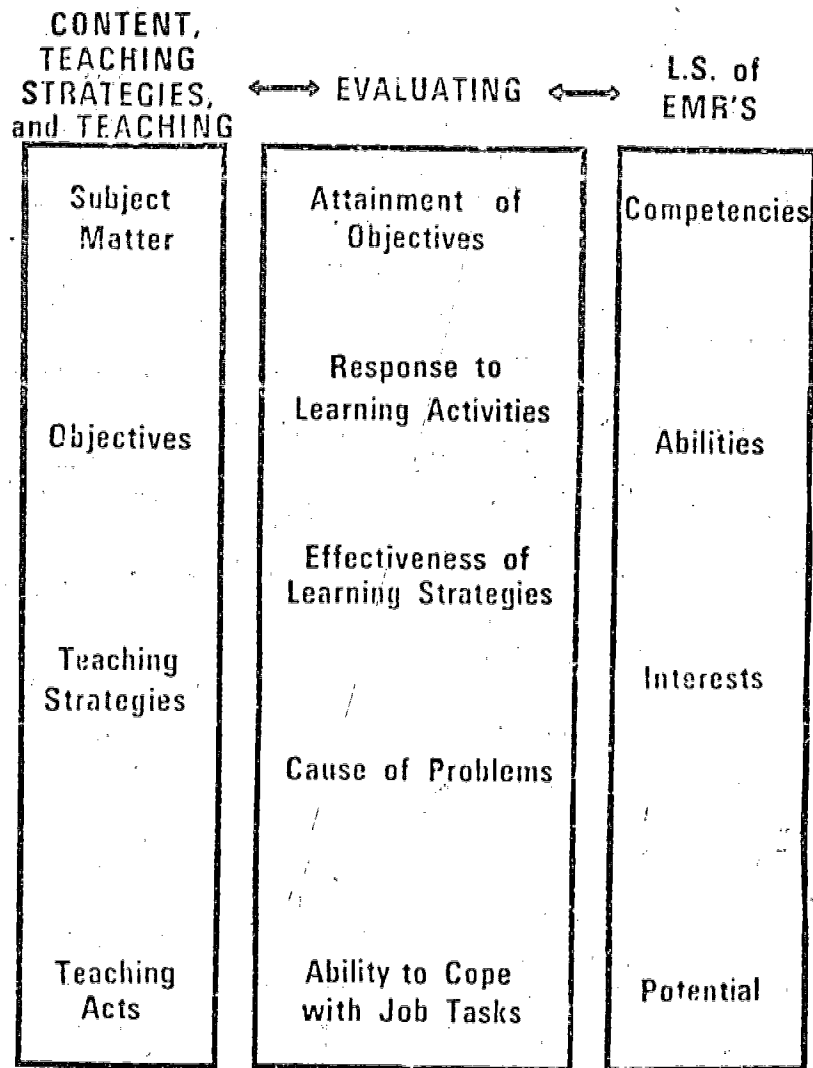 CONTENT,
TEACHING
STRATEGIES,
and TEACHING
EVALUATING
L.S. of
EMR'S
Subject
Matter
Objectives
Teaching
Strategies
Teaching
Acts
Attainment of
Objectives
Response to
Learning Activities
Effectiveness of
Learning Strategies
Cause of Problems
Ability to Cope
with Job Tasks
Competencies
Abilities
Interests
Potential